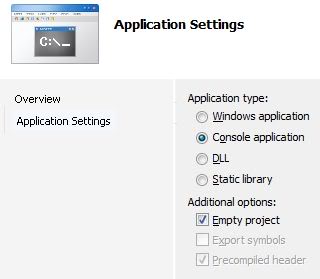 C:\._
Application Settings
Overview
Application Settings
Application type:
Windows application
Console application
DLL
Static library
Additional options:
Empty project
Export symbols
Precompiled header